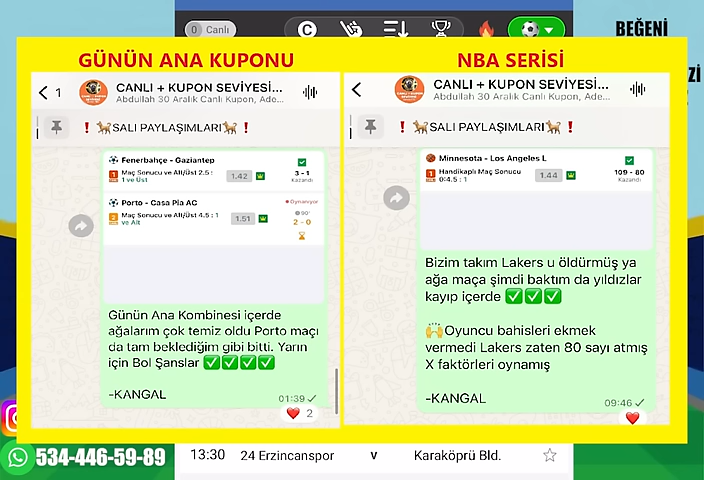 0 Canlı
BEĞENİ
Zİ
GÜNÜN ANA KUPONU
1
CANLI + KUPON SEVİYESİ...
Abdullah 30 Aralık Canlı Kupon, Ade...
❗🐕SALI PAYLAŞIMLARI🐕❗
Fenerbahçe - Gaziantep
1 Maç Sonucu ve Alt/Üst 2.5 : 1.42 3 - 1
1 ve Üst Kazandı
Porto - Casa Pia AC Oynanıyor
2 Maç Sonucu ve Alt/Üst 4.5 : 1 1.51 90'
ve Alt 2 - 0
Günün Ana Kombinesi içerde
ağalarım çok temiz oldu Porto maçı
da tam beklediğim gibi bitti. Yarın
için Bol Şanslar ✅✅✅✅
-KANGAL
01:39 ✓
❤️ 2
NBA SERİSİ
CANLI + KUPON SEVİYESİ...
Abdullah 30 Aralık Canlı Kupon, Ade...
❗🐕SALI PAYLAŞIMLARI🐕❗
Minnesota - Los Angeles L
1 Handikaplı Maç Sonucu 1.44 109 - 80
0:4.5 : 1 Kazandı
Bizim takım Lakers u öldürmüş ya
ağa maça şimdi baktım da yıldızlar
kayıp içerde ✅✅✅
🙌Oyuncu bahisleri ekmek
vermedi Lakers zaten 80 sayı atmış
X faktörleri oynamış
-KANGAL
09:46 ✓
❤️
534-446-59-89
13:30 24 Erzincanspor v Karaköprü Bld.